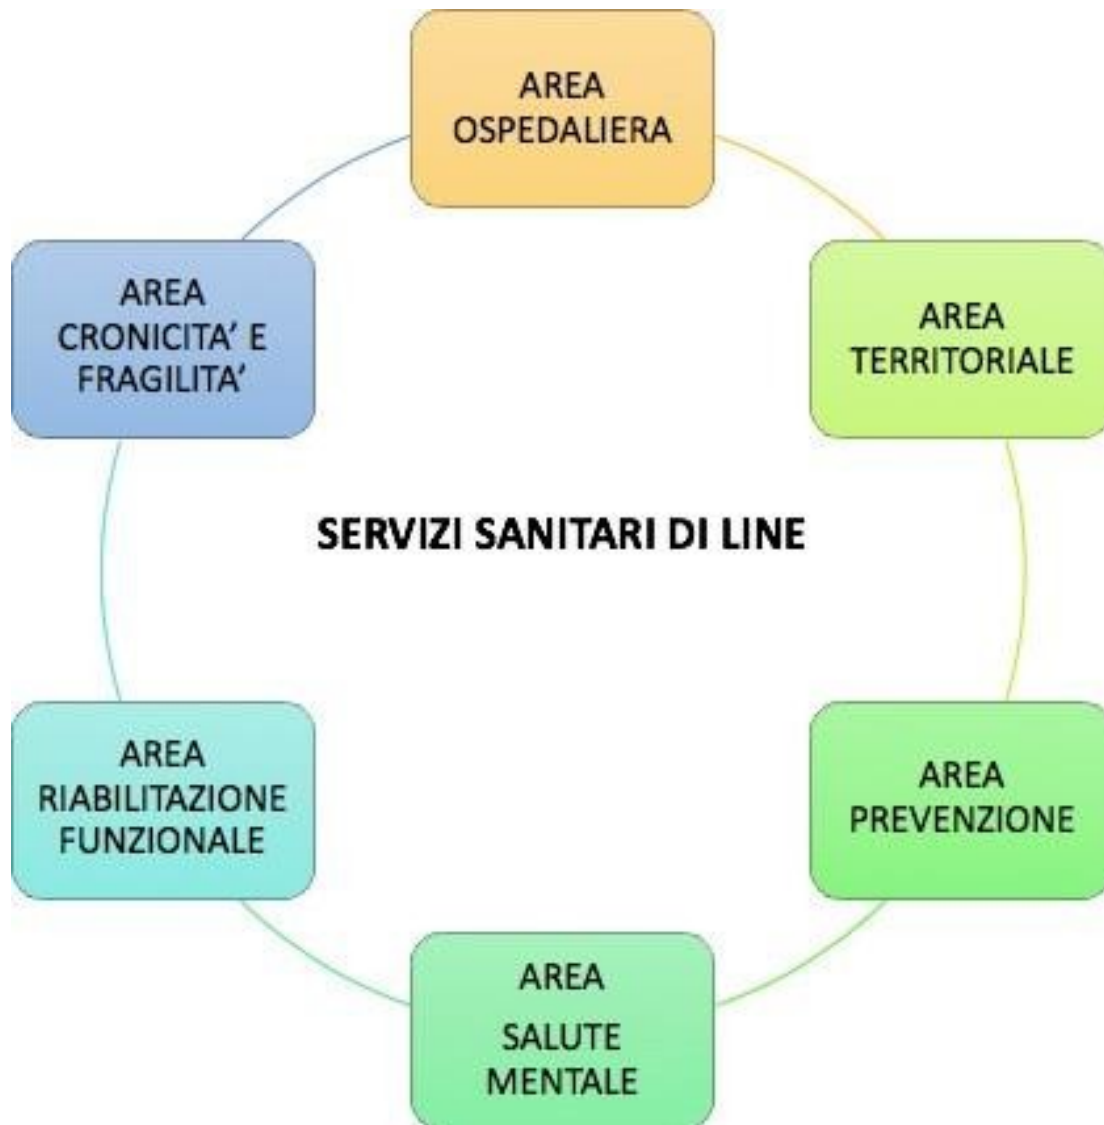 AREA
OSPEDALIERA
AREA
TERRITORIALE
AREA
PREVENZIONE
AREA
SALUTE
MENTALE
AREA
RIABILITAZIONE
FUNZIONALE
AREA
CRONICITA’ E
FRAGILITA’
SERVIZI SANITARI DI LINE